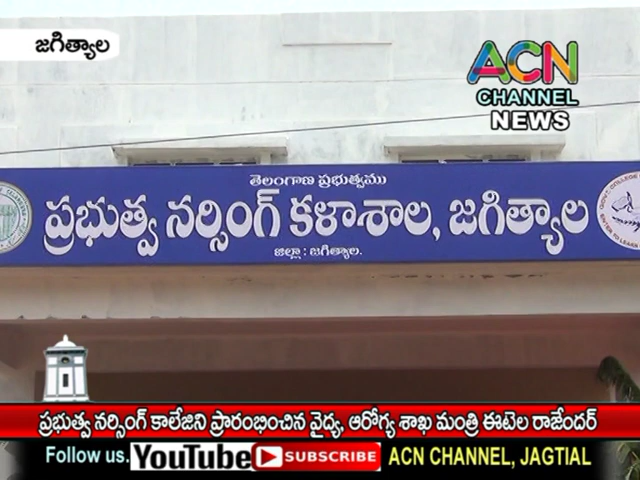 జగిత్యాల
ACN
CHANNEL
NEWS
తెలంగాణ ప్రభుత్వము
ప్రభుత్వ నర్సింగ్ కళాశాల, జగిత్యాల
జిల్లా : జగిత్యాల.
ప్రభుత్వ నర్సింగ్ కాలేజిని ప్రారంభించిన వైద్య, ఆరోగ్య శాఖ మంత్రి ఈటెల రాజేందర్
Follow us. YouTube SUBSCRIBE ACN CHANNEL, JAGTIAL